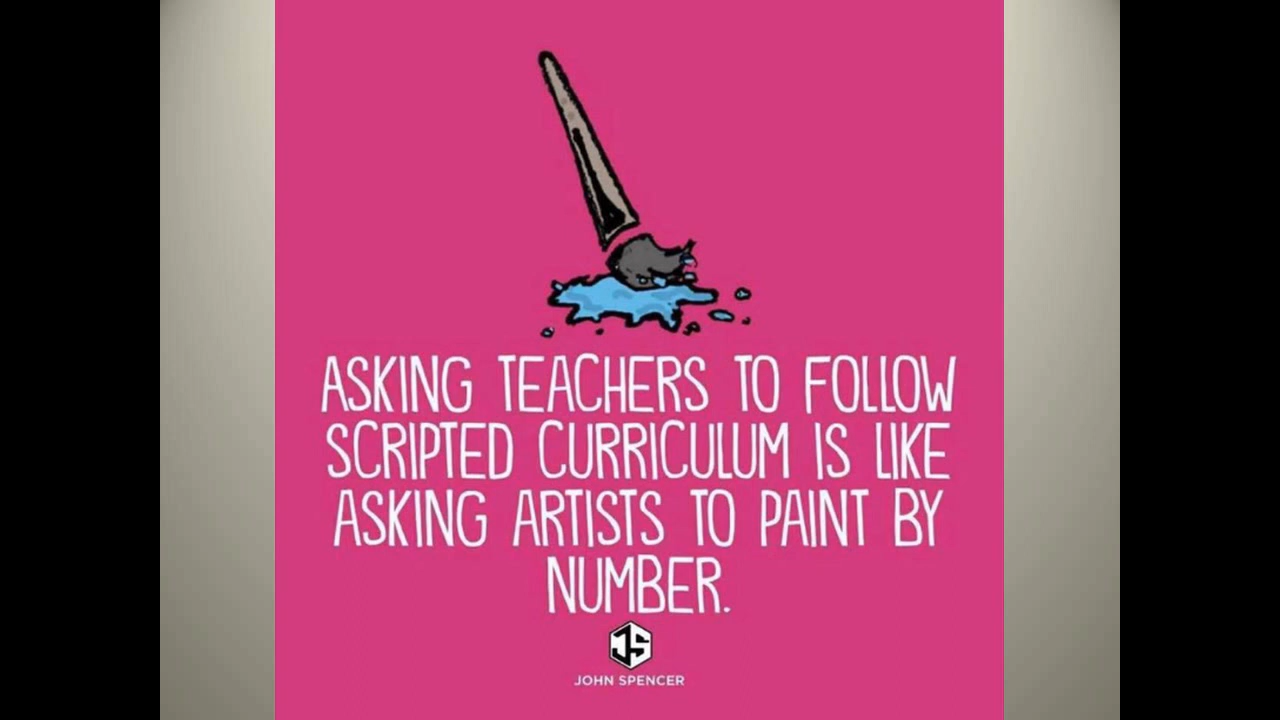 ASKING TEACHERS TO FOLLOW
SCRIPTED CURRICULUM IS LIKE
ASKING ARTISTS TO PAINT BY
NUMBER.
JS
JOHN SPENCER